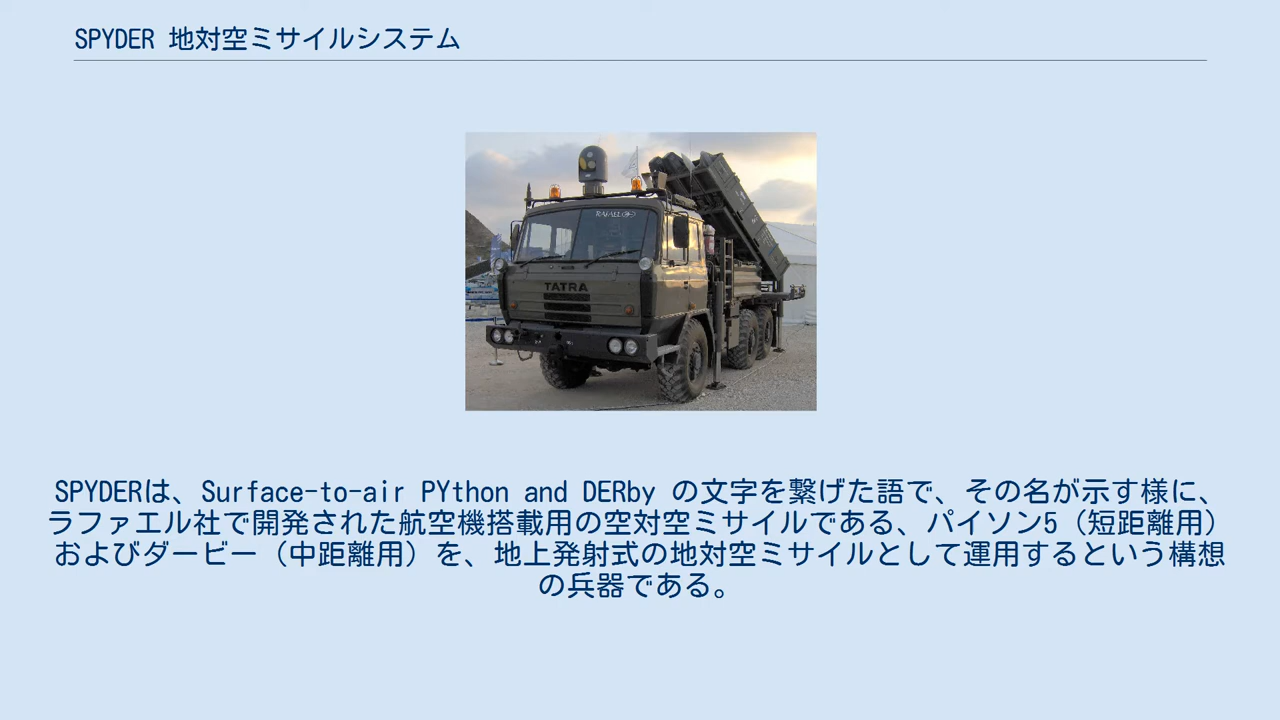 SPYDER 地対空ミサイルシステム
RAFAEL
TATRA
SPYDERは、Surface-to-air PYthon and DERby の文字を繋げた語で、その名が示す様に、
ラファエル社で開発された航空機搭載用の空対空ミサイルである、パイソン5（短距離用）
およびダービー（中距離用）を、地上発射式の地対空ミサイルとして運用するという構想
の兵器である。